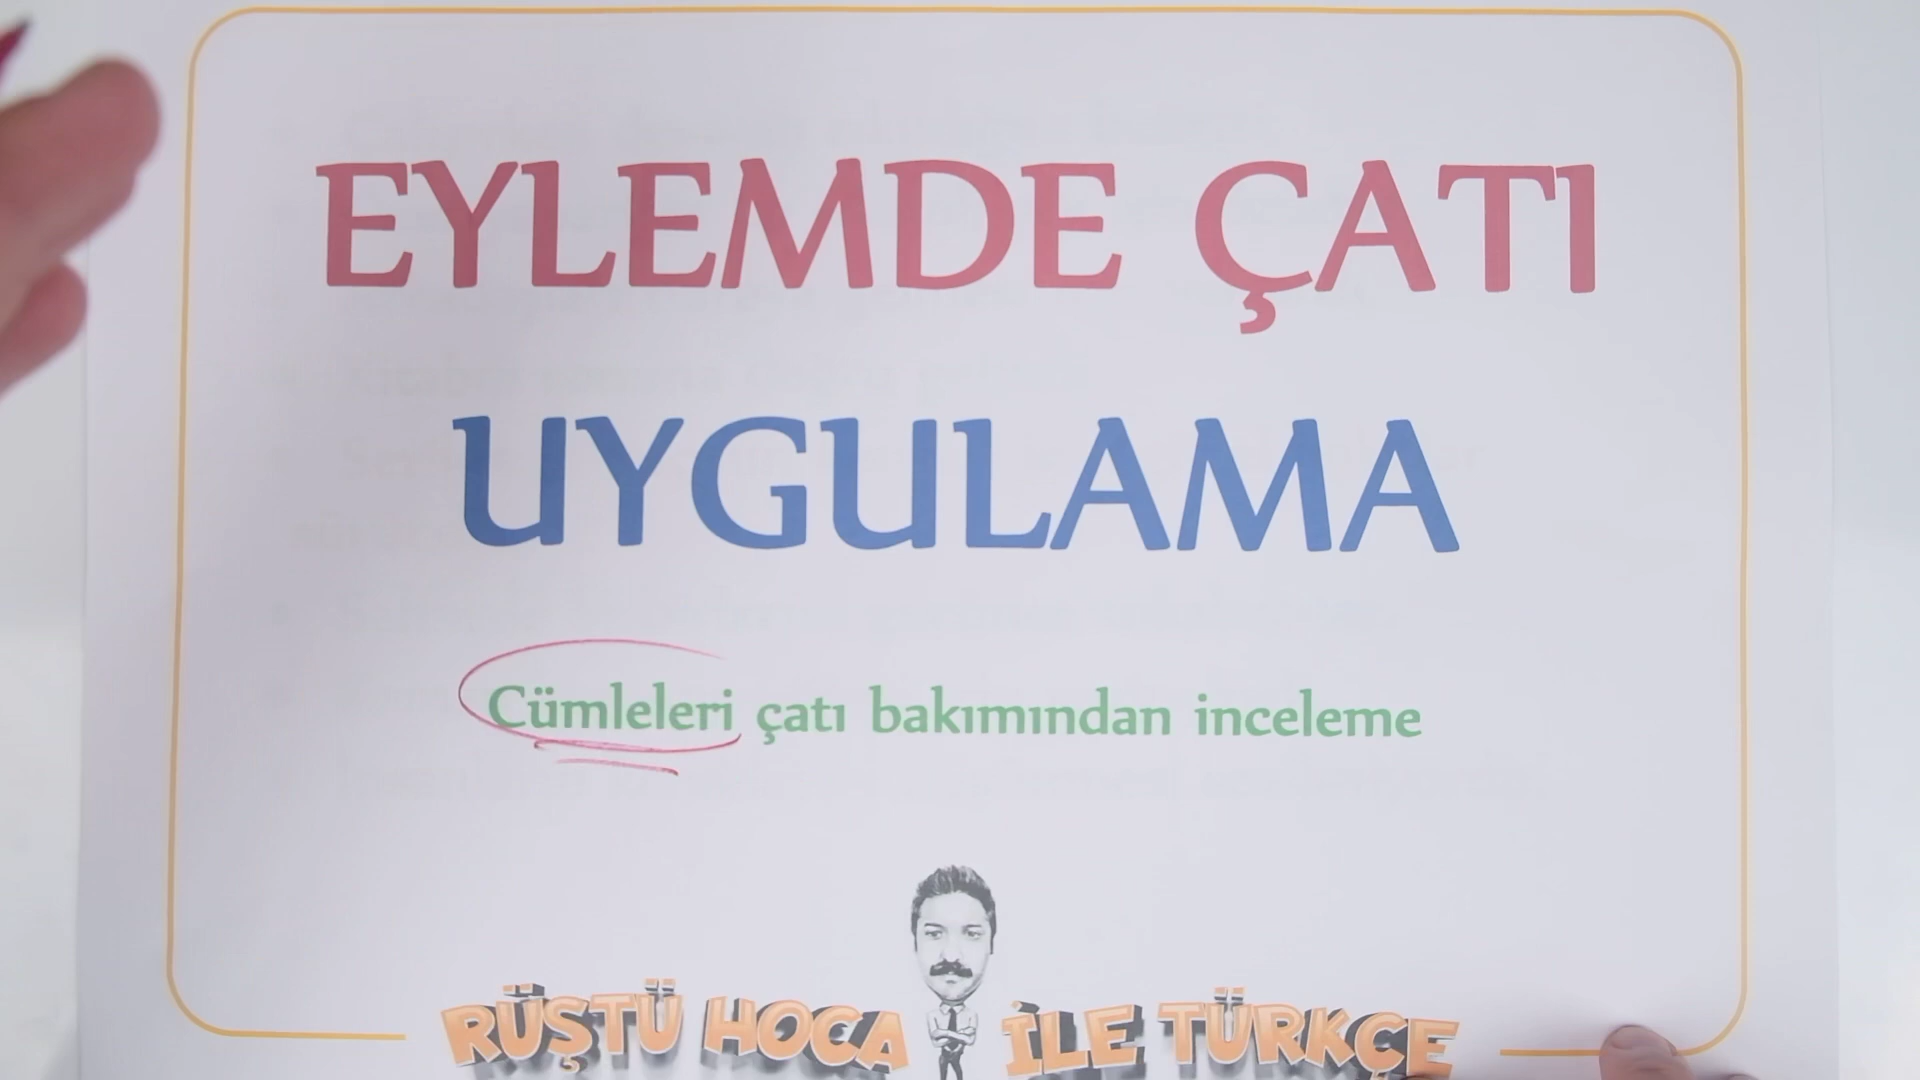 EYLEMDE ÇATI
UYGULAMA
Cümleleri çatı bakımından inceleme
RÜŞTÜ HOCA İLE TÜRKÇE